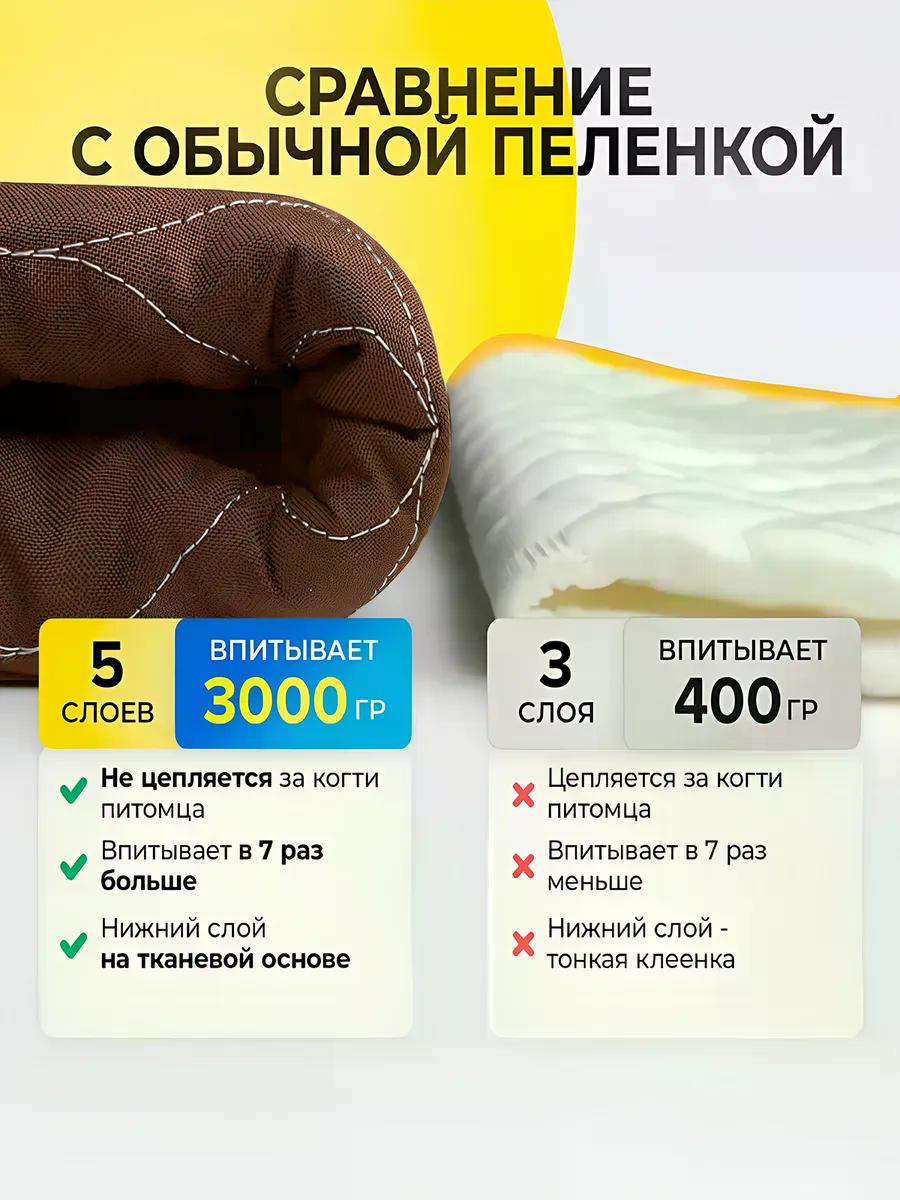 СРАВНЕНИЕ
С ОБЫЧНОЙ ПЕЛЕНКОЙ
5
СЛОЕВ
ВПИТЫВАЕТ
3000 ГР
Не цепляется за когти
питомца
Впитывает в 7 раз
больше
Нижний слой
на тканевой основе
3
СЛОЯ
ВПИТЫВАЕТ
400 ГР
Цепляется за когти
питомца
Впитывает в 7 раз
меньше
Нижний слой -
тонкая клеенка